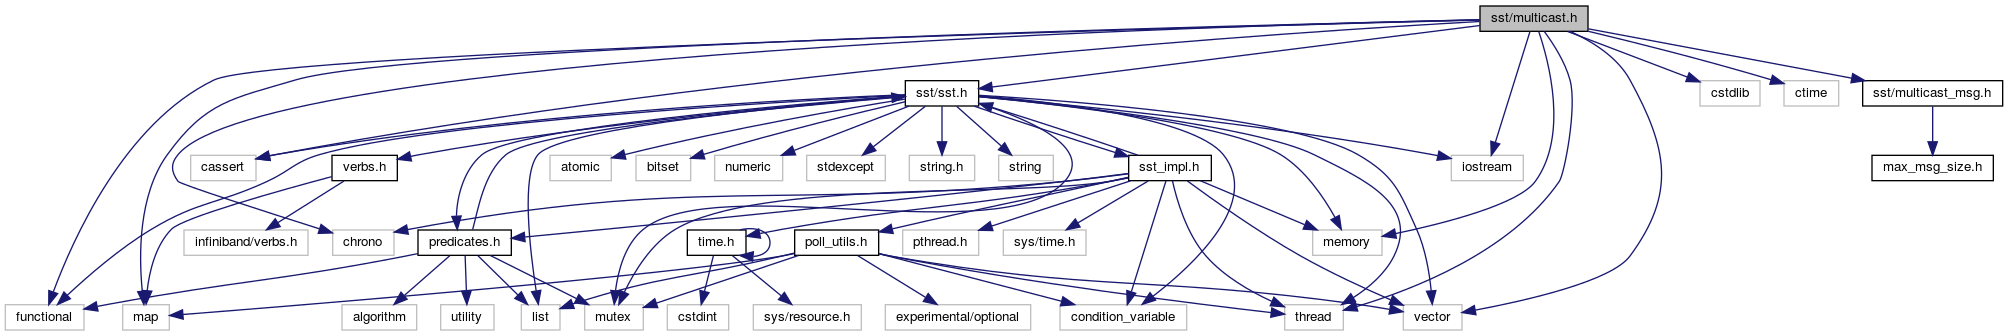 sst/multicast.h
sst/sst.h
cstdlib
ctime
sst/multicast_msg.h
cassert
verbs.h
atomic
bitset
numeric
stdexcept
string.h
string
sst_impl.h
iostream
max_msg_size.h
infiniband/verbs.h
chrono
predicates.h
time.h
poll_utils.h
pthread.h
sys/time.h
memory
functional
map
algorithm
utility
list
mutex
cstdint
sys/resource.h
experimental/optional
condition_variable
thread
vector